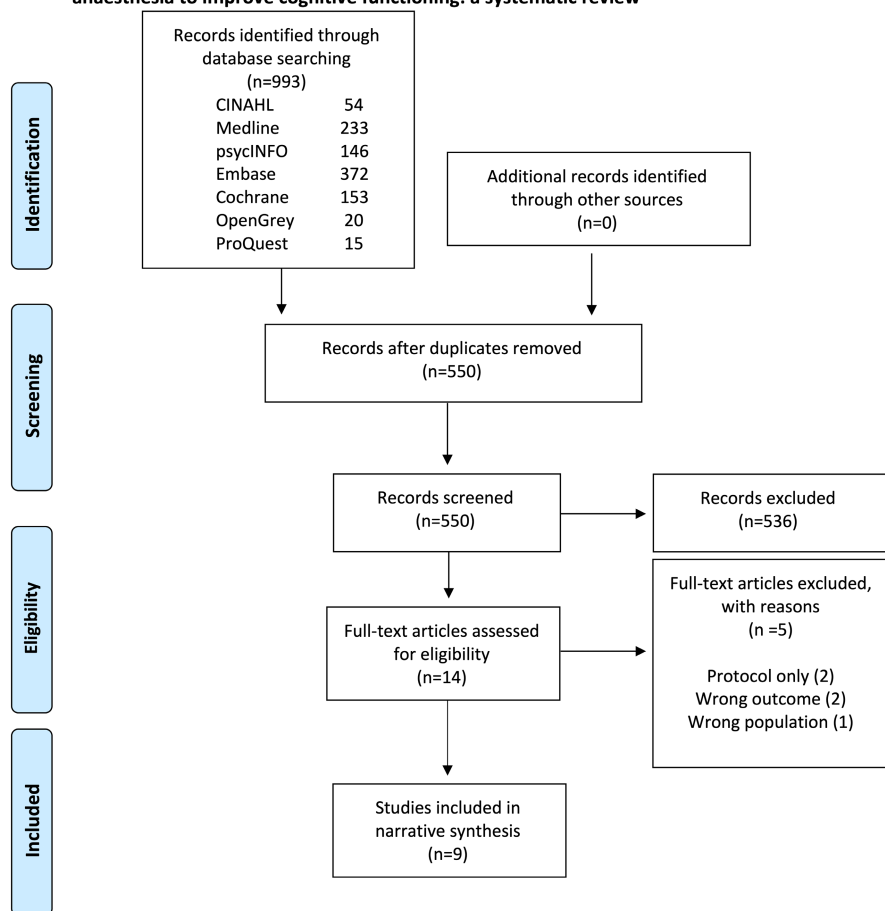 anaesthesia to improve cognitive functioning: a systematic review
Identification
Records identified through
database searching
(n=993)
CINAHL 54
Medline 233
psycINFO 146
Embase 372
Cochrane 153
OpenGrey 20
ProQuest 15
Additional records identified
through other sources
(n=0)
Screening
Records after duplicates removed
(n=550)
Records screened
(n=550)
Records excluded
(n=536)
Eligibility
Full-text articles assessed
for eligibility
(n=14)
Full-text articles excluded,
with reasons
(n =5)
Protocol only (2)
Wrong outcome (2)
Wrong population (1)
Included
Studies included in
narrative synthesis
(n=9)